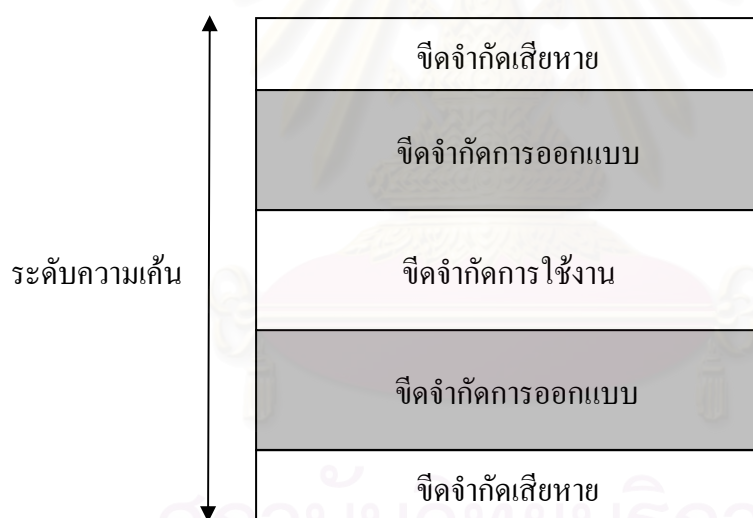 ขีดจำกัดเสียหาย
ขีดจำกัดการออกแบบ
ระดับความเค้น
ขีดจำกัดการใช้งาน
ขีดจำกัดการออกแบบ
ขีดจำกัดเสียหาย